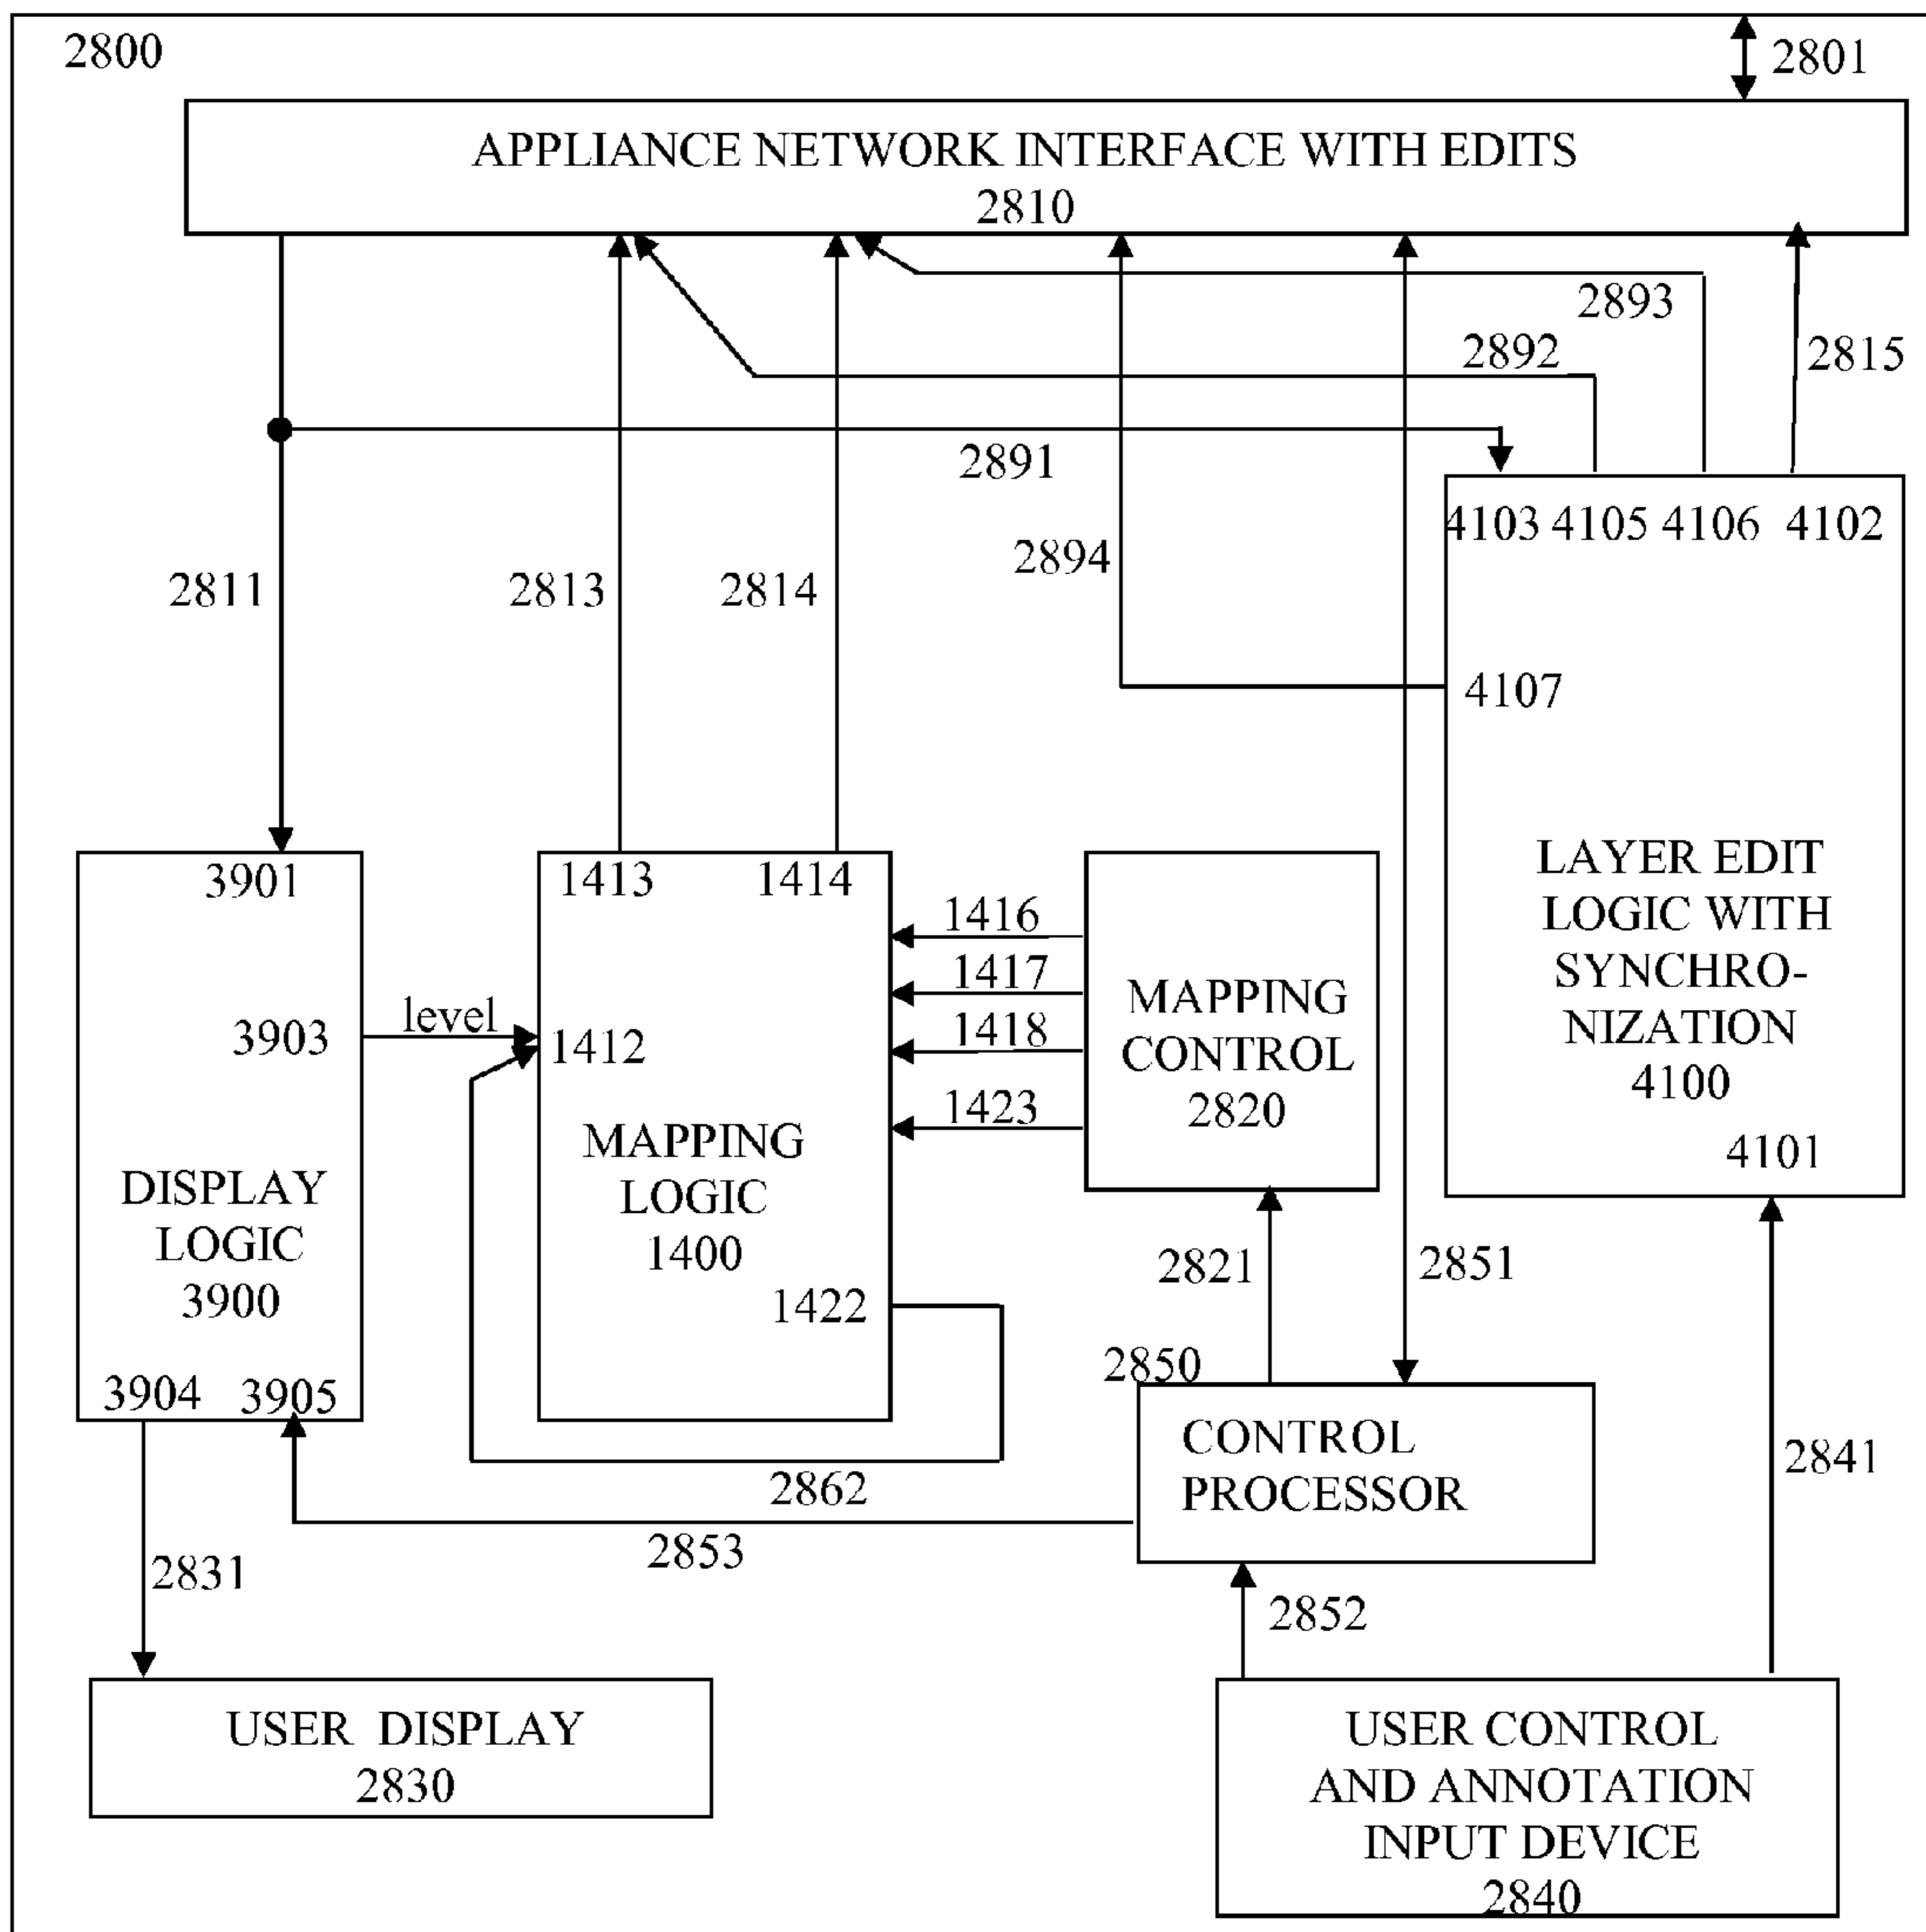 2800
2801
APPLIANCE NETWORK INTERFACE WITH EDITS
2810
2893
2892
2815
2891
4103 4105 4106 4102
2894
2811
2813
2814
4107
LAYER EDIT
LOGIC WITH
SYNCHRO-
NIZATION
4100
4101
3901
1413
1414
1416
1417
1418
1423
level
3903
1412
MAPPING
CONTROL
2820
MAPPING
LOGIC
1400
DISPLAY
LOGIC
3900
1422
2821
2851
2850
3904
3905
CONTROL
PROCESSOR
2841
2862
2853
2831
2852
USER DISPLAY
2830
USER CONTROL
AND ANNOTATION
INPUT DEVICE
2840